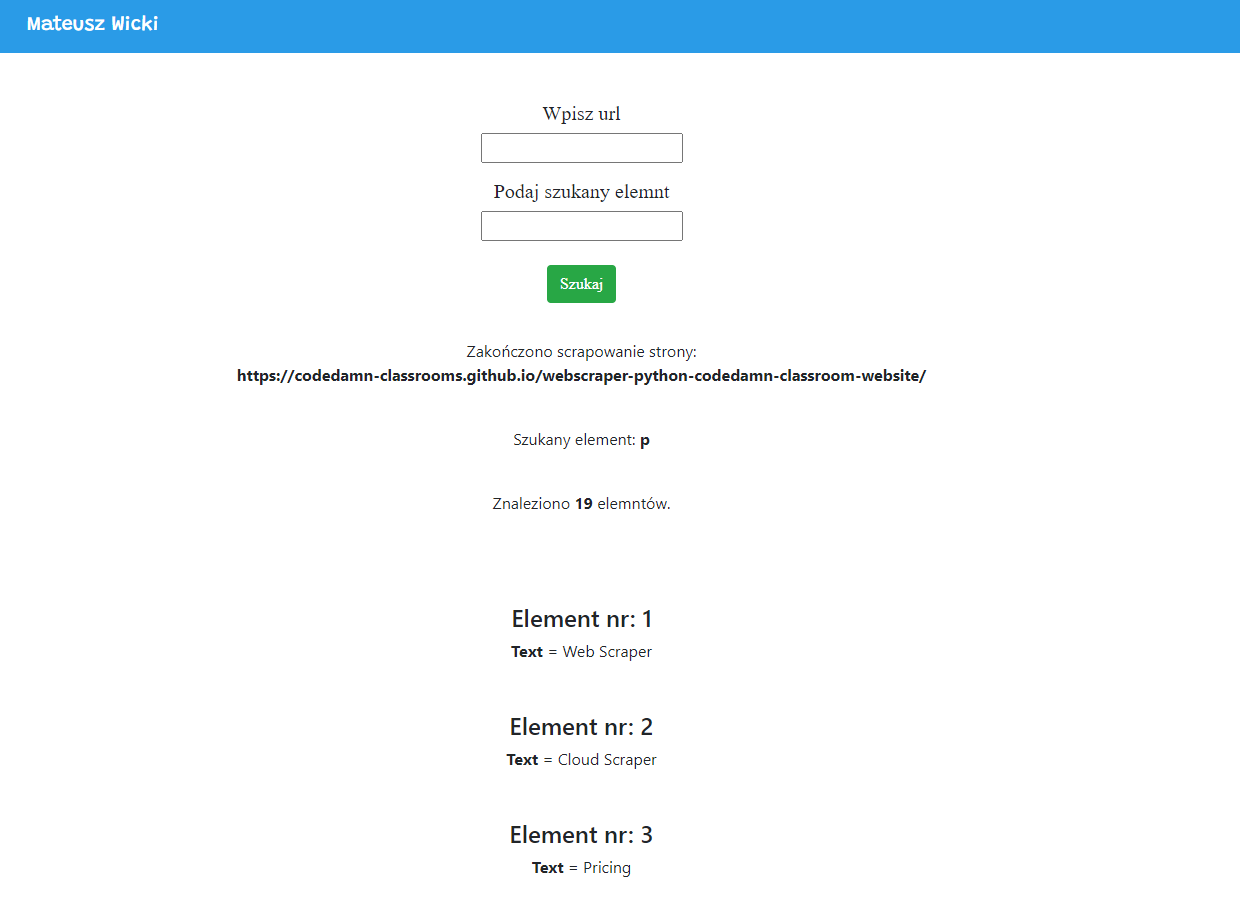 Mateusz Wicki
Wpisz url
Podaj szukany elemnt
Szukaj
Zakończono scrapowanie strony:
https://codedamn-classrooms.github.io/webscraper-python-codedamn-classroom-website/
Szukany element: p
Znaleziono 19 elemntów.
Element nr: 1
Text = Web Scraper
Element nr: 2
Text = Cloud Scraper
Element nr: 3
Text = Pricing